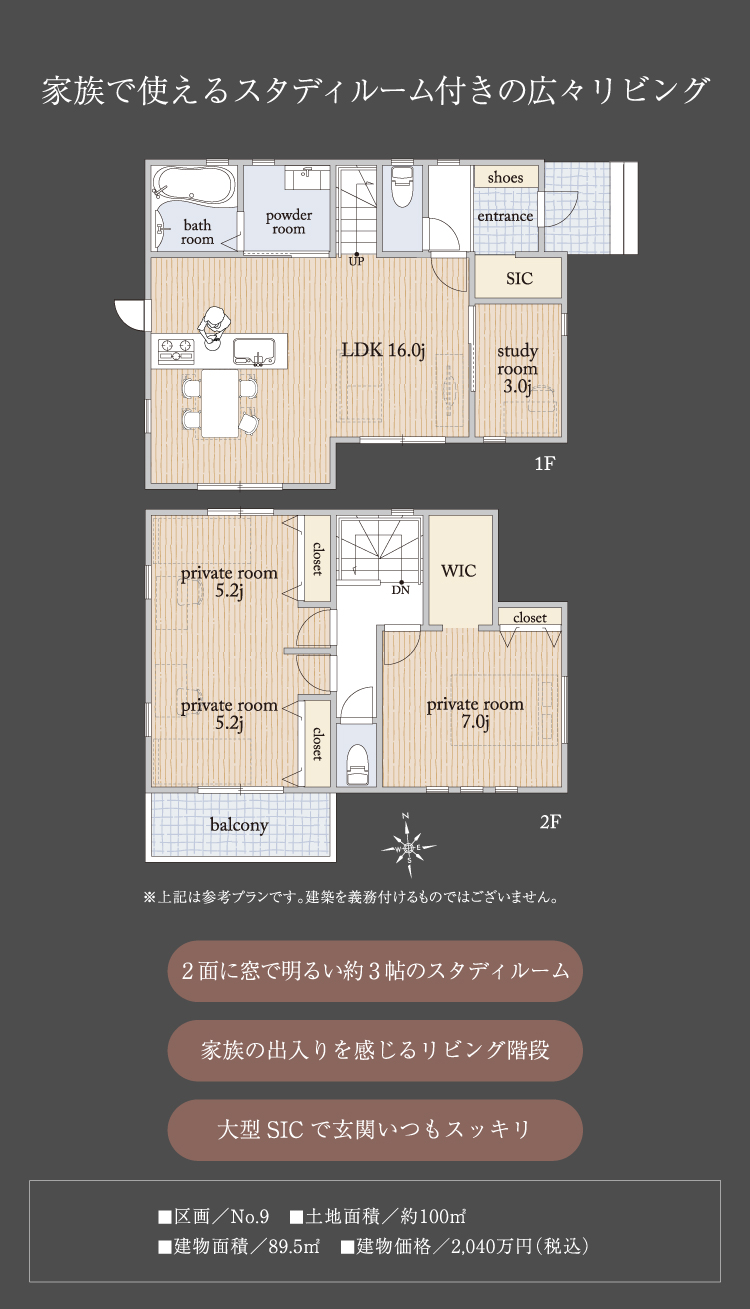 家族で使えるスタディルーム付きの広々リビング
shoes
bath
room
powder
room
entrance
UP
SIC
LDK 16.0j
study
room
3.0j
1F
private room
5.2j
closet
WIC
DN
closet
private room
5.2j
closet
private room
7.0j
balcony
2F
N
W
E
S
※上記は参考プランです。建築を義務付けるものではございません。
２面に窓で明るい約３帖のスタディルーム
家族の出入りを感じるリビング階段
大型 SIC で玄関いつもスッキリ
■区画／No.9 ■土地面積／約100㎡
■建物面積／89.5㎡ ■建物価格／2,040万円（税込）